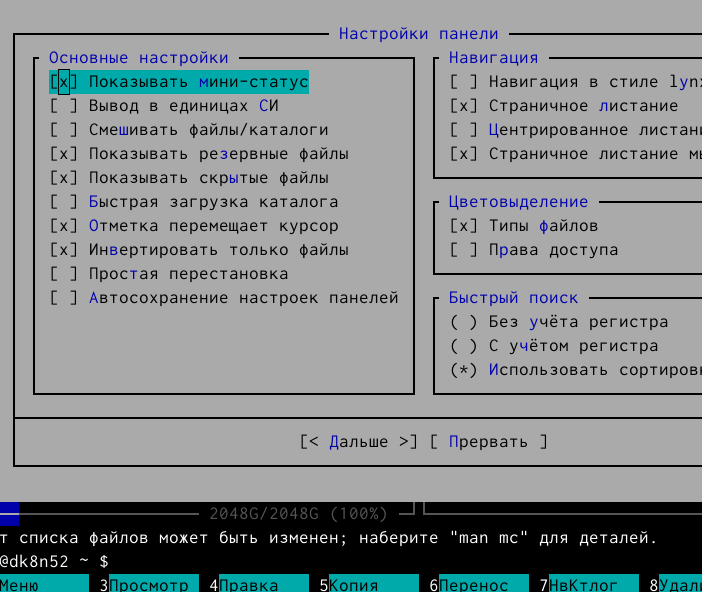 Настройки панели
Основные настройки
[x] Показывать мини-статус
[ ] Вывод в единицах СИ
[ ] Смешивать файлы/каталоги
[x] Показывать резервные файлы
[x] Показывать скрытые файлы
[ ] Быстрая загрузка каталога
[x] Отметка перемещает курсор
[x] Инвертировать только файлы
[ ] Простая перестановка
[ ] Автосохранение настроек панелей
Навигация
[ ] Навигация в стиле lynx
[x] Страничное листание
[ ] Центрированное листани
[x] Страничное листание мы
Цветовыделение
[x] Типы файлов
[ ] Права доступа
Быстрый поиск
( ) Без учёта регистра
( ) С учётом регистра
(*) Использовать сортировк
[< Дальше >] [ Прервать ]
2048G/2048G (100%)
т списка файлов может быть изменен; наберите "man mc" для деталей.
@dk8n52 ~ $
Меню 3Просмотр 4Правка 5Копия 6Перенос 7НвКтлог 8Удали